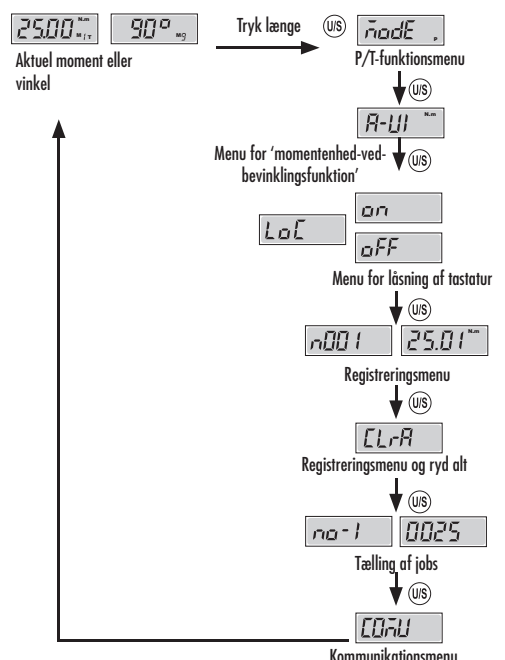 25.00 N.m M/T 90° Mg Tryk længe U/S modE P
Aktuel moment eller
vinkel
P/T-funktionsmenu
U/S
A-UI N.m
Menu for 'momentenhed-ved-
bevinklingsfunktion'
U/S
LoC on
oFF
Menu for låsning af tastatur
U/S
n001 25.01 N.m
Registreringsmenu
U/S
CLrA
Registreringsmenu og ryd alt
U/S
no-1 0025
Tælling af jobs
U/S
COmU
Kommunikationsmenu